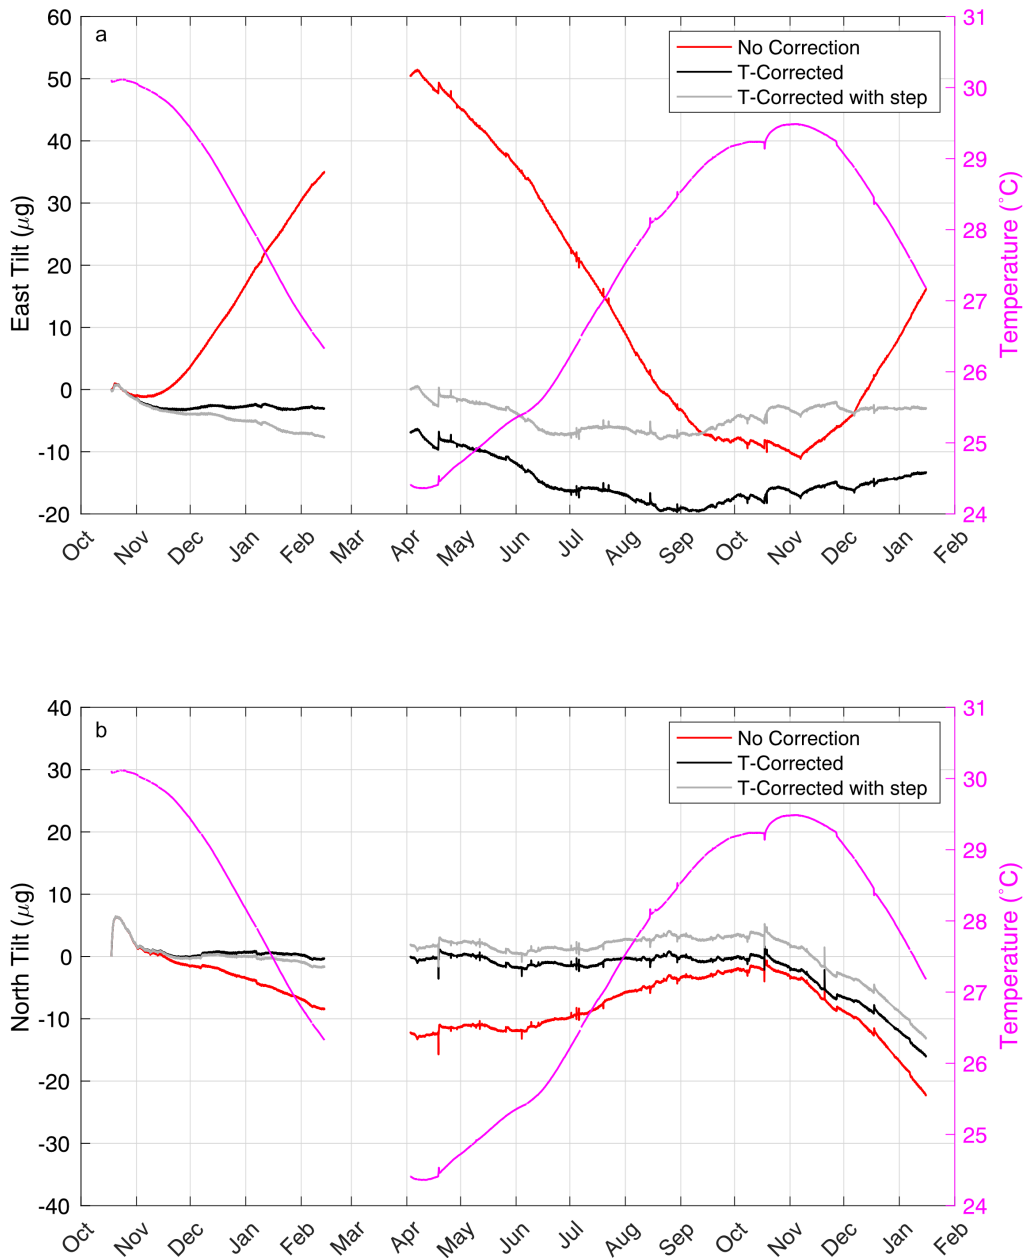 a
No Correction
T-Corrected
T-Corrected with step
East Tilt (μg)
60
50
40
30
20
10
0
-10
-20
Temperature (°C)
31
30
29
28
27
26
25
24
Oct Nov Dec Jan Feb Mar Apr May Jun Jul Aug Sep Oct Nov Dec Jan Feb
b
No Correction
T-Corrected
T-Corrected with step
North Tilt (μg)
40
30
20
10
0
-10
-20
-30
-40
Temperature (°C)
31
30
29
28
27
26
25
24
Oct Nov Dec Jan Feb Mar Apr May Jun Jul Aug Sep Oct Nov Dec Jan Feb